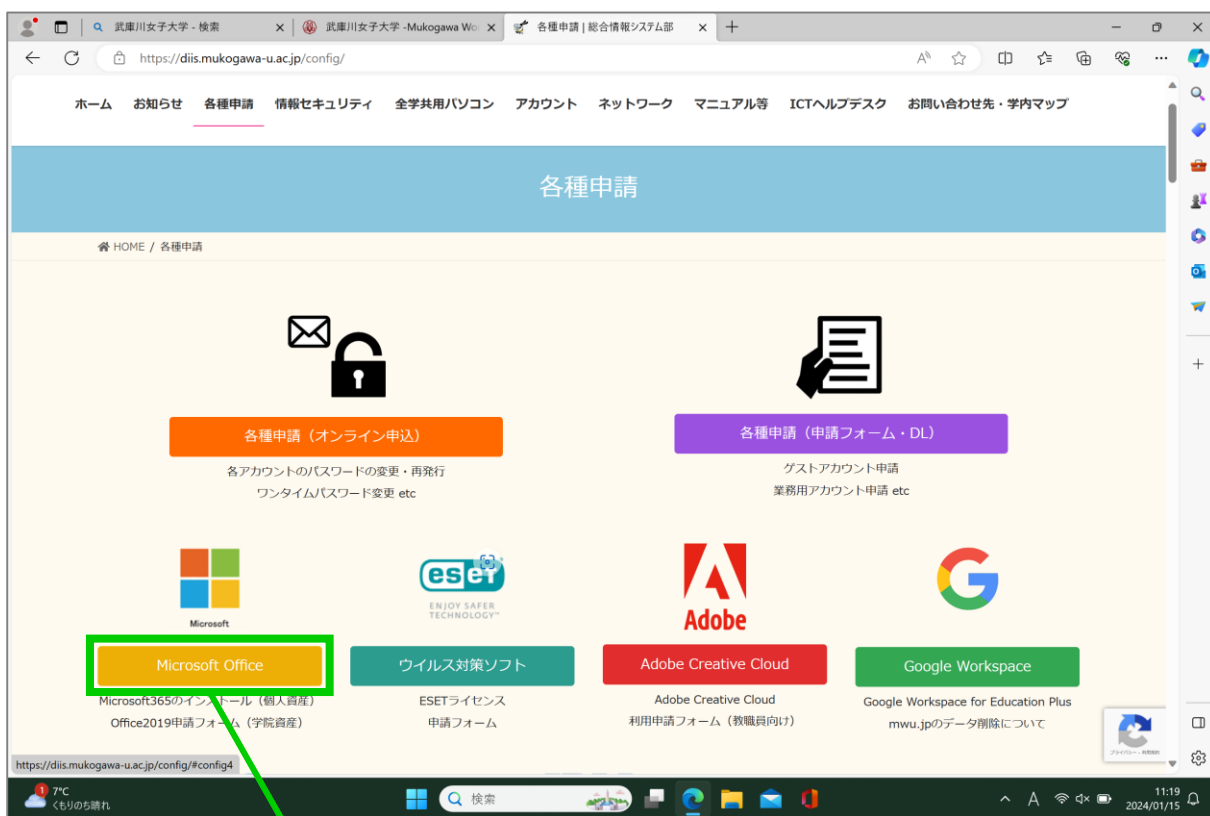 武庫川女子大学 - 検索
武庫川女子大学 -Mukogawa Wo
各種申請 | 総合情報システム部
https://diis.mukogawa-u.ac.jp/config/
ホーム お知らせ 各種申請 情報セキュリティ 全学共用パソコン アカウント ネットワーク マニュアル等 ICTヘルプデスク お問い合わせ先・学内マップ
各種申請
HOME / 各種申請
各種申請（オンライン申込）
各アカウントのパスワードの変更・再発行
ワンタイムパスワード変更 etc
各種申請（申請フォーム・DL）
ゲストアカウント申請
業務用アカウント申請 etc
Microsoft
Microsoft Office
Microsoft365のインストール（個人資産）
Office2019申請フォーム（学院資産）
eseT
ENJOY SAFER
TECHNOLOGY™
ウイルス対策ソフト
ESETライセンス
申請フォーム
Adobe
Adobe Creative Cloud
Adobe Creative Cloud
利用申請フォーム（教職員向け）
G
Google Workspace
Google Workspace for Education Plus
mwu.jpのデータ削除について
プライバシー - 利用規約
https://diis.mukogawa-u.ac.jp/config/#config4
1
7°C
くもりのち晴れ
検索
A
11:19
2024/01/15